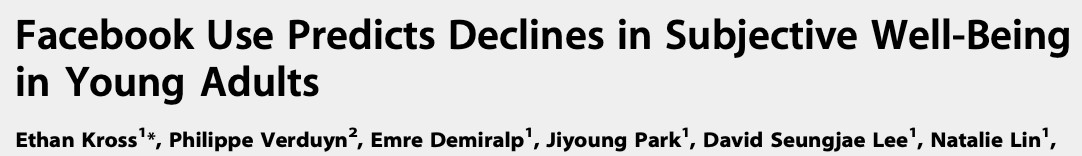 Facebook Use Predicts Declines in Subjective Well-Being
in Young Adults
Ethan Kross1*, Philippe Verduyn2, Emre Demiralp1, Jiyoung Park1, David Seungjae Lee1, Natalie Lin1,